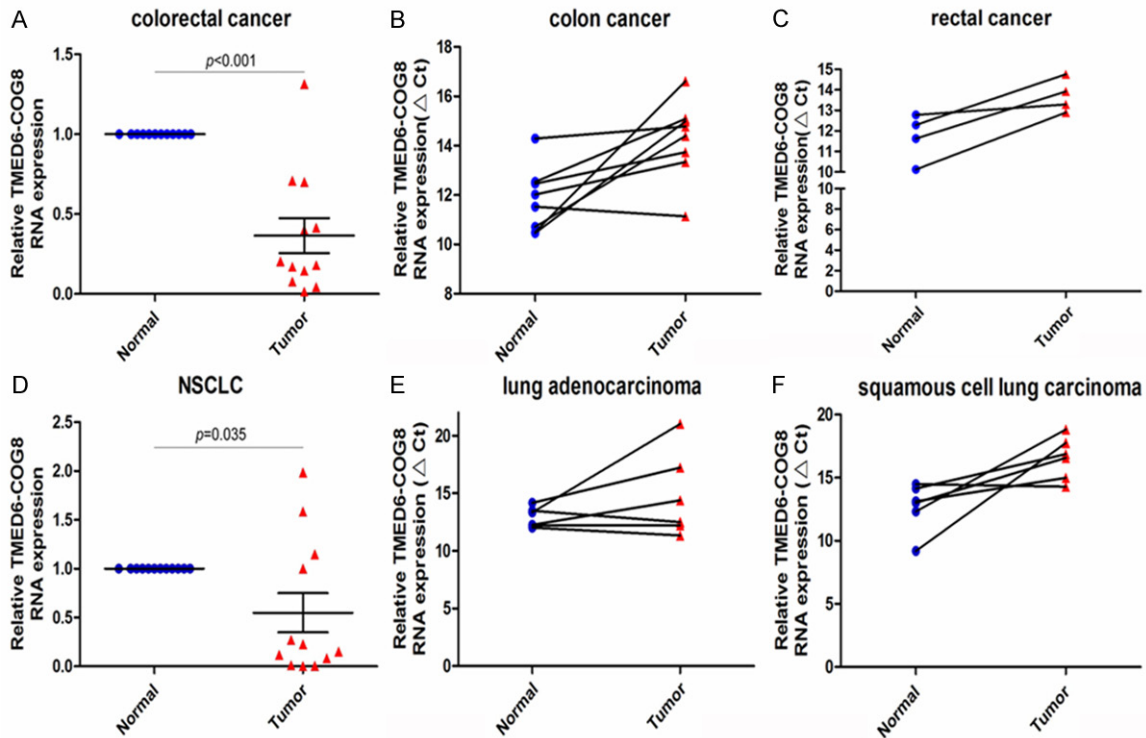 A
colorectal cancer
Relative TMED6-COG8
RNA expression
1.5
1.0
0.5
0.0
p<0.001
Normal
Tumor
B
colon cancer
Relative TMED6-COG8
RNA expression(△ Ct)
18
16
14
12
10
8
Normal
Tumor
C
rectal cancer
Relative TMED6-COG8
RNA expression(△ Ct)
15
14
13
12
11
10
10
8
6
4
2
0
Normal
Tumor
D
NSCLC
Relative TMED6-COG8
RNA expression
2.5
2.0
1.5
1.0
0.5
0.0
p=0.035
Normal
Tumor
E
lung adenocarcinoma
Relative TMED6-COG8
RNA expression (△ Ct)
20
15
10
5
0
Normal
Tumor
F
squamous cell lung carcinoma
Relative TMED6-COG8
RNA expression (△ Ct)
20
15
10
5
0
Normal
Tumor